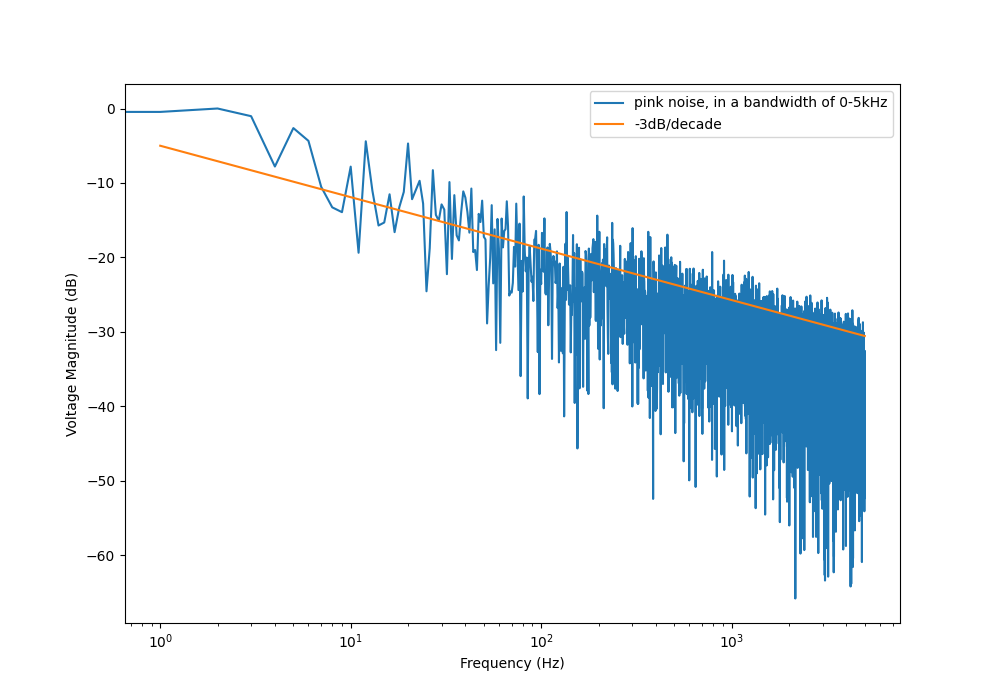 pink noise, in a bandwidth of 0-5kHz
-3dB/decade
Voltage Magnitude (dB)
0
−10
−20
−30
−40
−50
−60
10⁰
10¹
10²
10³
Frequency (Hz)